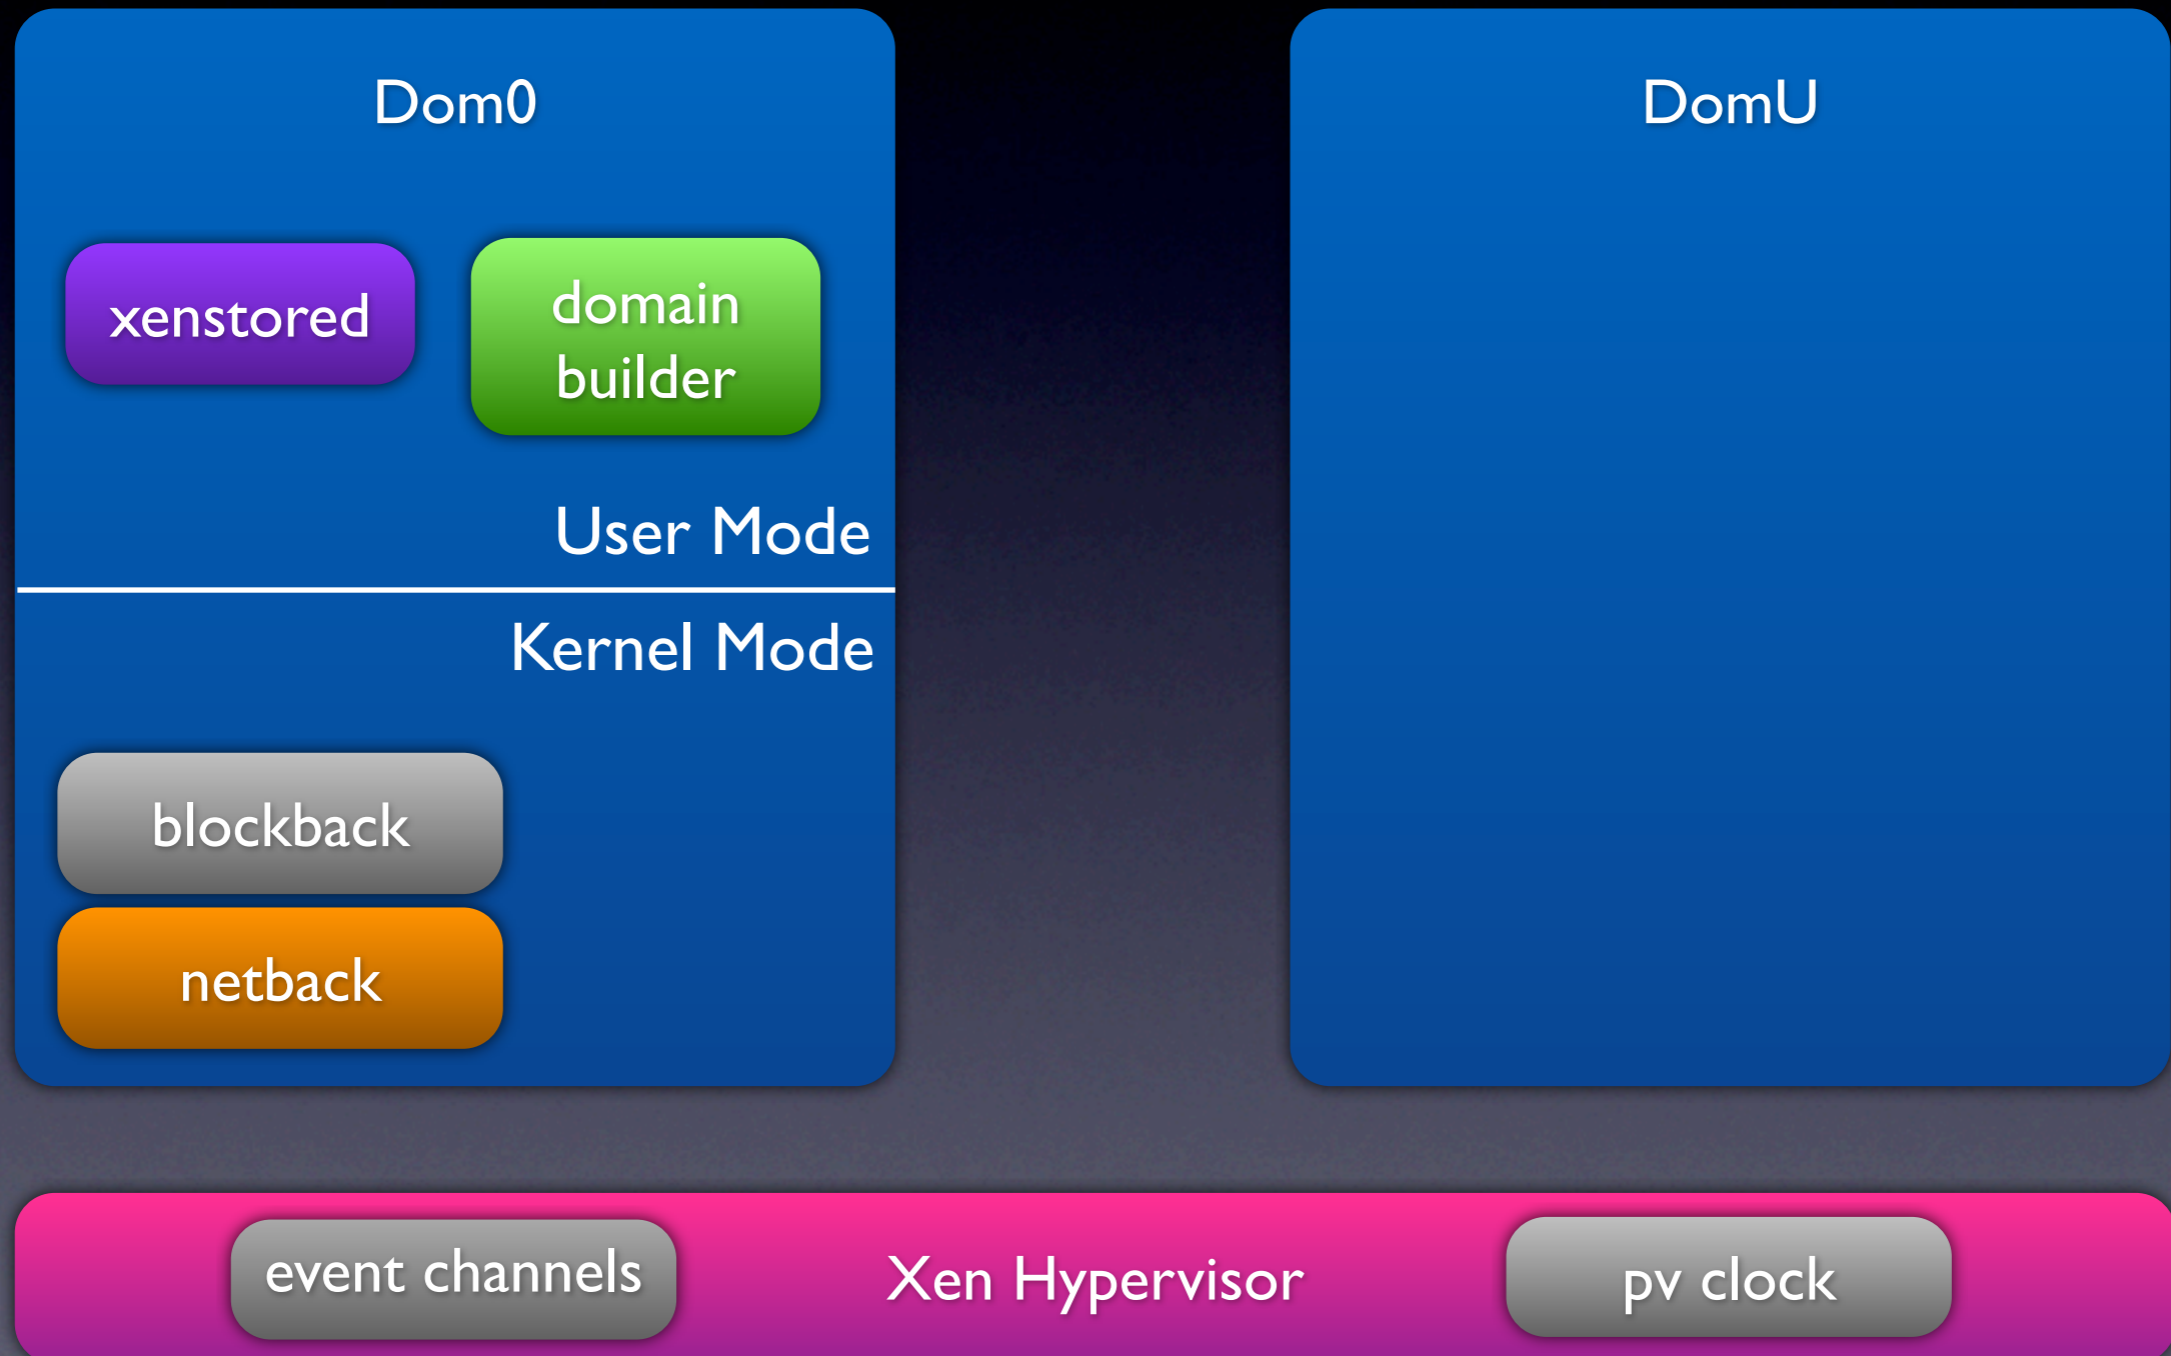 Dom0
DomU
xenstored
domain
builder
User Mode
Kernel Mode
blockback
netback
event channels
Xen Hypervisor
pv clock